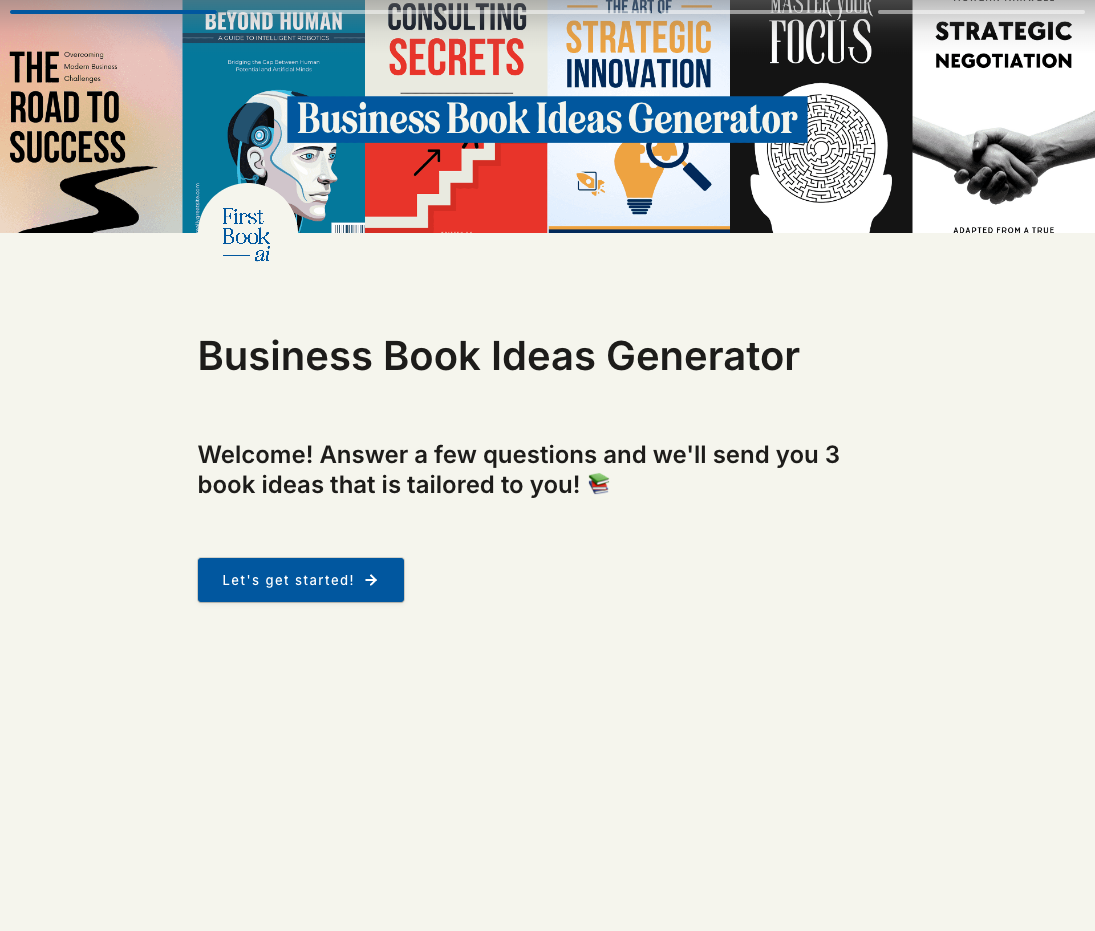 THE
Overcoming
Modern Business
Challenges
ROAD TO
SUCCESS
BEYOND HUMAN
A GUIDE TO INTELLIGENT ROBOTICS
Bridging the Gap Between Human
Potential and Artificial Minds
CONSULTING
SECRETS
THE ART OF
STRATEGIC
INNOVATION
MASTER your
FOCUS
STRATEGIC
NEGOTIATION
ADAPTED FROM A TRUE
Business Book Ideas Generator
First
Book
ai
Business Book Ideas Generator
Welcome! Answer a few questions and we'll send you 3
book ideas that is tailored to you! 📚
Let's get started! →